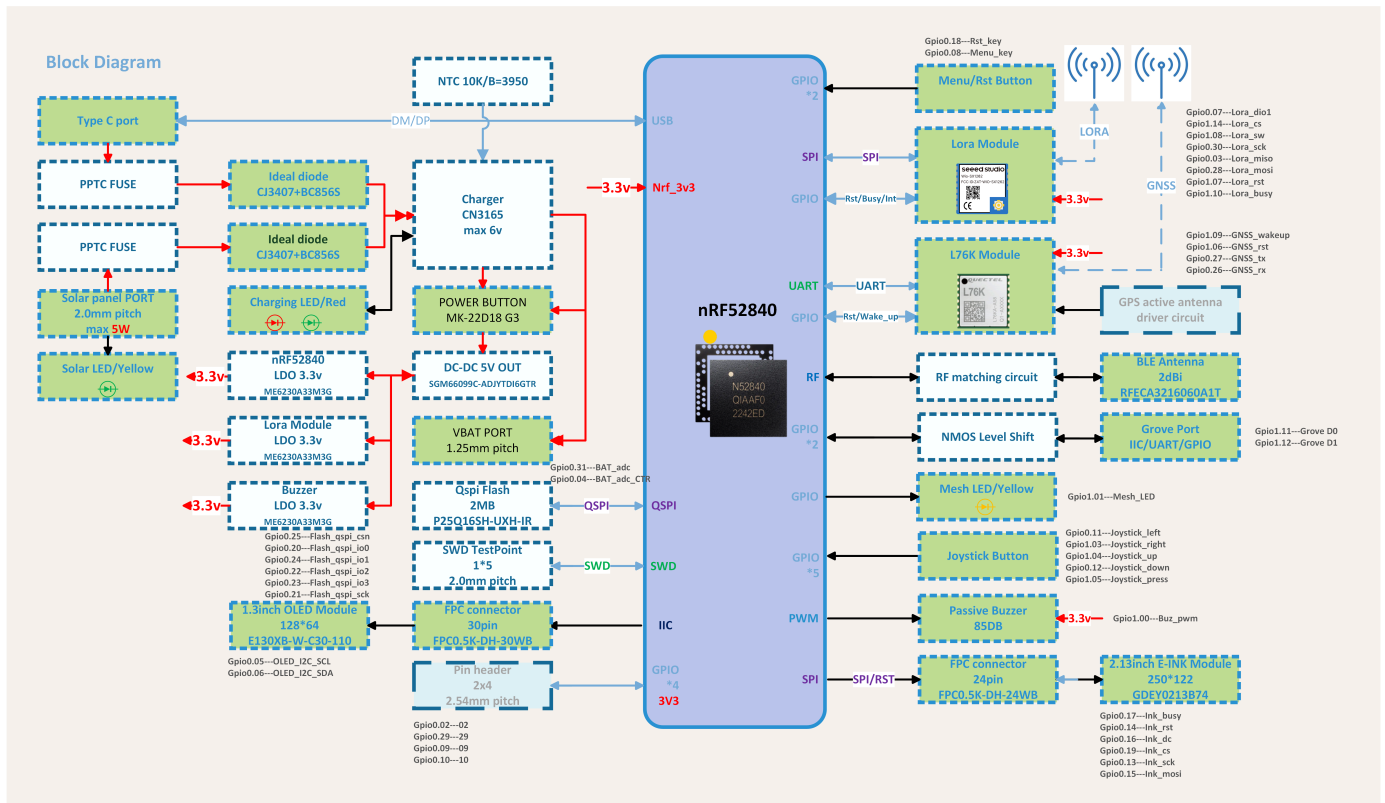 Block Diagram
Type C port
PPTC FUSE
PPTC FUSE
Solar panel PORT
2.0mm pitch
max 5W
Solar LED/Yellow
Ideal diode
CJ3407+BC856S
Ideal diode
CJ3407+BC856S
Charging LED/Red
nRF52840
LDO 3.3v
ME6230A33M3G
3.3v
Lora Module
LDO 3.3v
ME6230A33M3G
3.3v
Buzzer
LDO 3.3v
ME6230A33M3G
3.3v
Gpio0.25---Flash_qspi_csn
Gpio0.20---Flash_qspi_io0
Gpio0.24---Flash_qspi_io1
Gpio0.22---Flash_qspi_io2
Gpio0.23---Flash_qspi_io3
Gpio0.21---Flash_qspi_sck
1.3inch OLED Module
128*64
E130XB-W-C30-110
Gpio0.05---OLED_I2C_SCL
Gpio0.06---OLED_I2C_SDA
NTC 10K/B=3950
DM/DP
Charger
CN3165
max 6v
POWER BUTTON
MK-22D18 G3
DC-DC 5V OUT
SGM66099C-ADJYTDI6GTR
VBAT PORT
1.25mm pitch
Gpio0.31---BAT_adc
Gpio0.04---BAT_adc_CTR
Qspi Flash
2MB
P25Q16SH-UXH-IR
QSPI
SWD TestPoint
1*5
2.0mm pitch
SWD
FPC connector
30pin
FPC0.5K-DH-30WB
Pin header
2x4
2.54mm pitch
Gpio0.02---02
Gpio0.29---29
Gpio0.09---09
Gpio0.10---10
3.3v
USB
Nrf_3v3
QSPI
SWD
IIC
GPIO
*4
3V3
nRF52840
N52840
QIAAF0
2242ED
GPIO
*2
SPI
GPIO
UART
GPIO
RF
GPIO
*2
GPIO
GPIO
*5
PWM
SPI
Gpio0.18---Rst_key
Gpio0.08---Menu_key
Menu/Rst Button
SPI
Rst/Busy/Int
Lora Module
seeed studio
3.3v
LORA
GNSS
Gpio0.07---Lora_dio1
Gpio1.14---Lora_cs
Gpio1.08---Lora_sw
Gpio0.30---Lora_sck
Gpio0.03---Lora_miso
Gpio0.28---Lora_mosi
Gpio1.07---Lora_rst
Gpio1.10---Lora_busy
UART
Rst/Wake_up
L76K Module
L76K
3.3v
Gpio1.09---GNSS_wakeup
Gpio1.06---GNSS_rst
Gpio0.27---GNSS_tx
Gpio0.26---GNSS_rx
GPS active antenna
driver circuit
RF matching circuit
BLE Antenna
2dBi
RFECA3216060A1T
NMOS Level Shift
Grove Port
IIC/UART/GPIO
Gpio1.11---Grove D0
Gpio1.12---Grove D1
Mesh LED/Yellow
Gpio1.01---Mesh_LED
Joystick Button
Gpio0.11---Joystick_left
Gpio1.03---Joystick_right
Gpio1.04---Joystick_up
Gpio0.12---Joystick_down
Gpio1.05---Joystick_press
Passive Buzzer
85DB
3.3v
Gpio1.00---Buz_pwm
SPI/RST
FPC connector
24pin
FPC0.5K-DH-24WB
2.13inch E-INK Module
250*122
GDEY0213B74
Gpio0.17---Ink_busy
Gpio0.14---Ink_rst
Gpio0.16---Ink_dc
Gpio0.19---Ink_cs
Gpio0.13---Ink_sck
Gpio0.15---Ink_mosi